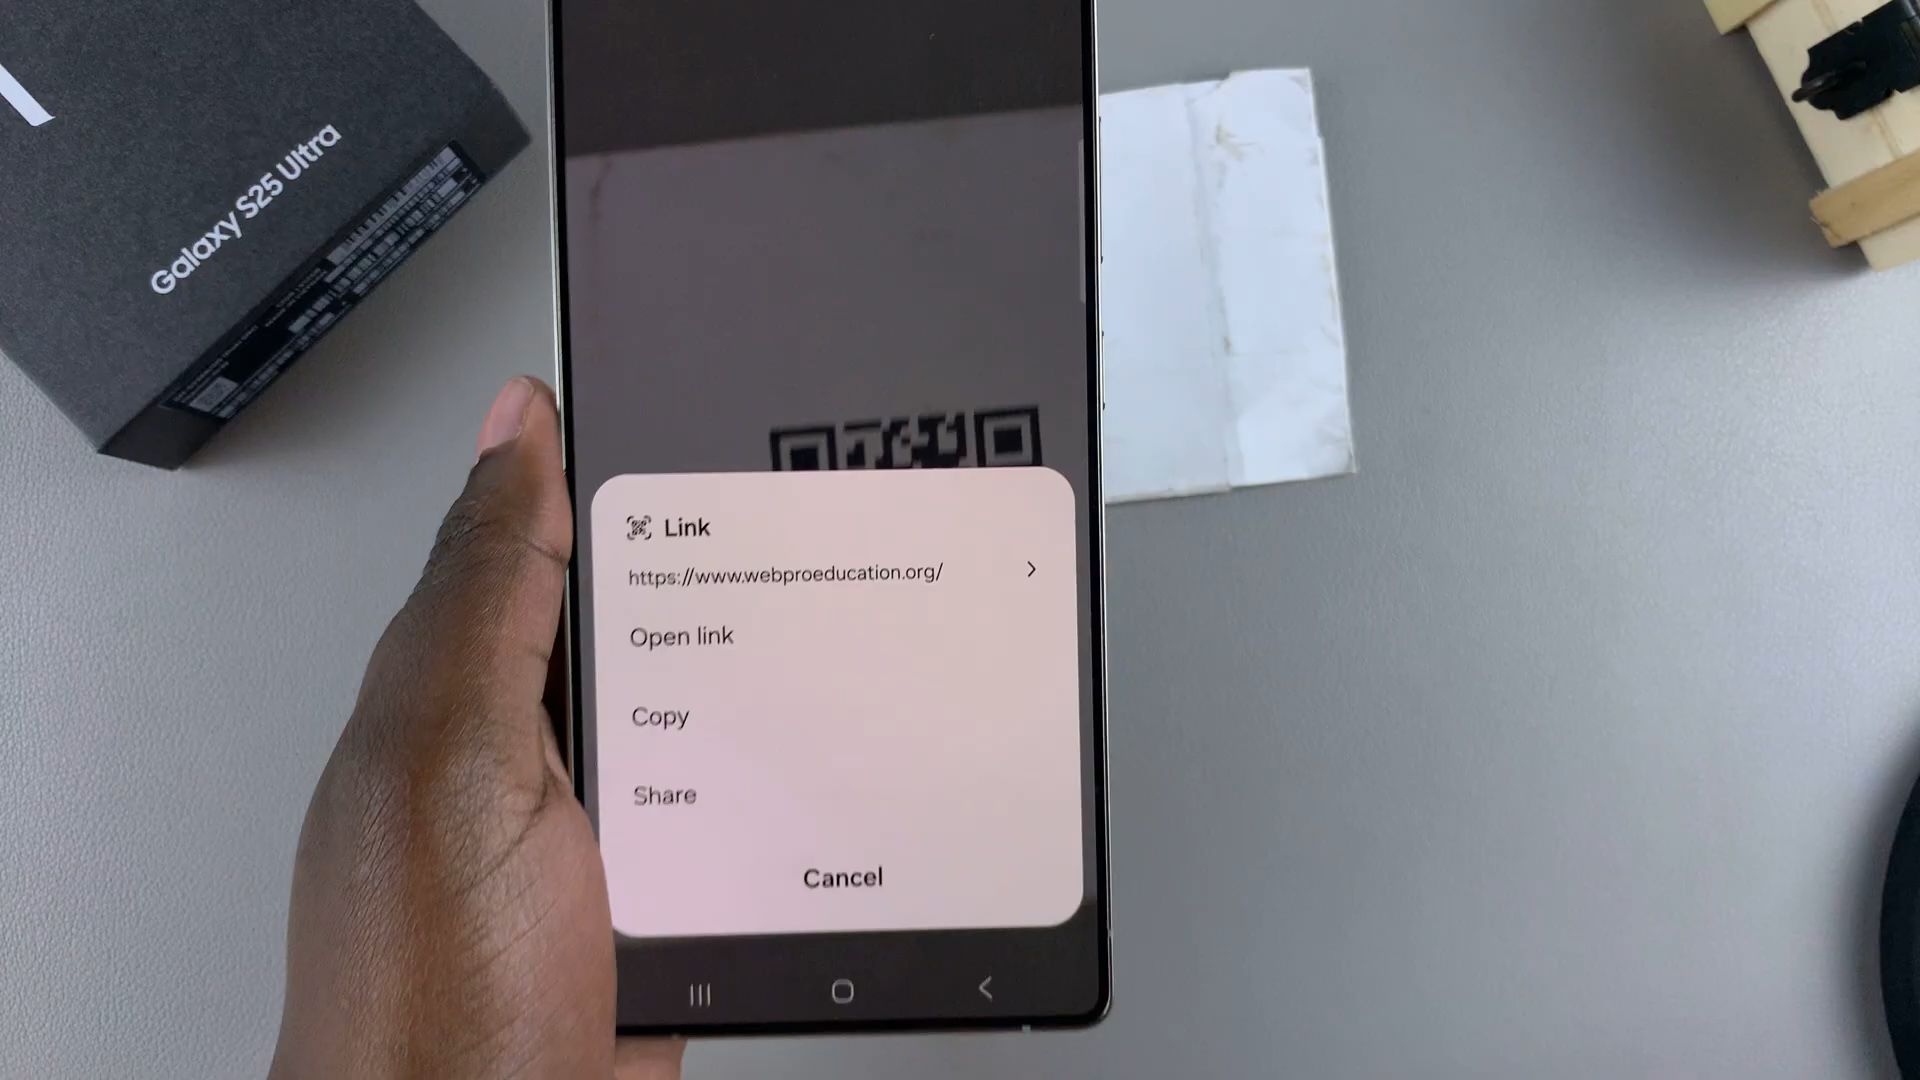 Galaxy S25 Ultra
Link
https://www.webproeducation.org/
Open link
Copy
Share
Cancel